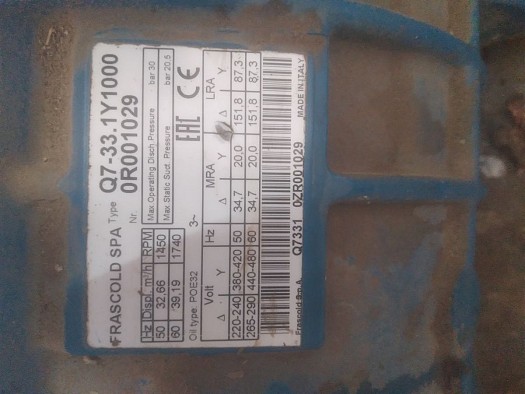 FRASCOLD SPA Type Q7-33.1Y1000
Nr. 0R001029
Hz Displ m³/h RPM Max Operating Disch Pressure bar 30
50 32,66 1450 Max Static Suct. Pressure bar 20.5
60 39,19 1740
Oil type: POE32 3~ EAC CE
Volt Hz MRA LRA
Δ Y Δ Y Δ Y
220-240 380-420 50 34,7 20,0 151,8 87,3
265-290 440-480 60 34,7 20,0 151,8 87,3
Q7331 0ZR001029
Frascold S.p.A. MADE IN ITALY